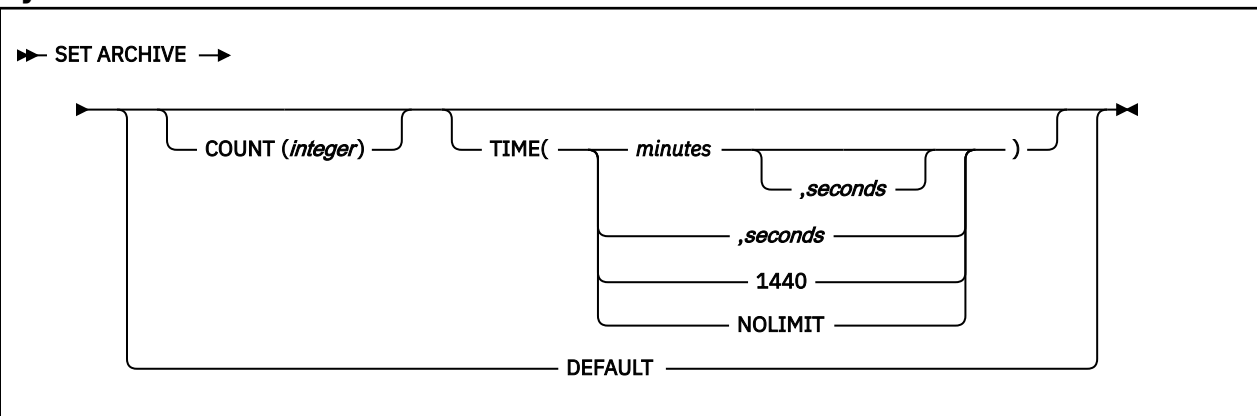 SET ARCHIVE
COUNT (integer)
TIME( minutes )
,seconds
,seconds
1440
NOLIMIT
DEFAULT